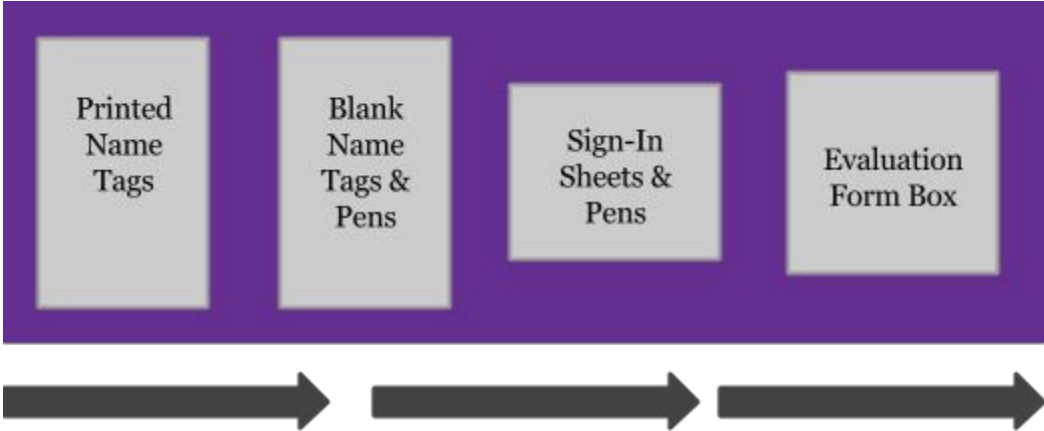 Printed
Name
Tags
Blank
Name
Tags &
Pens
Sign-In
Sheets &
Pens
Evaluation
Form Box